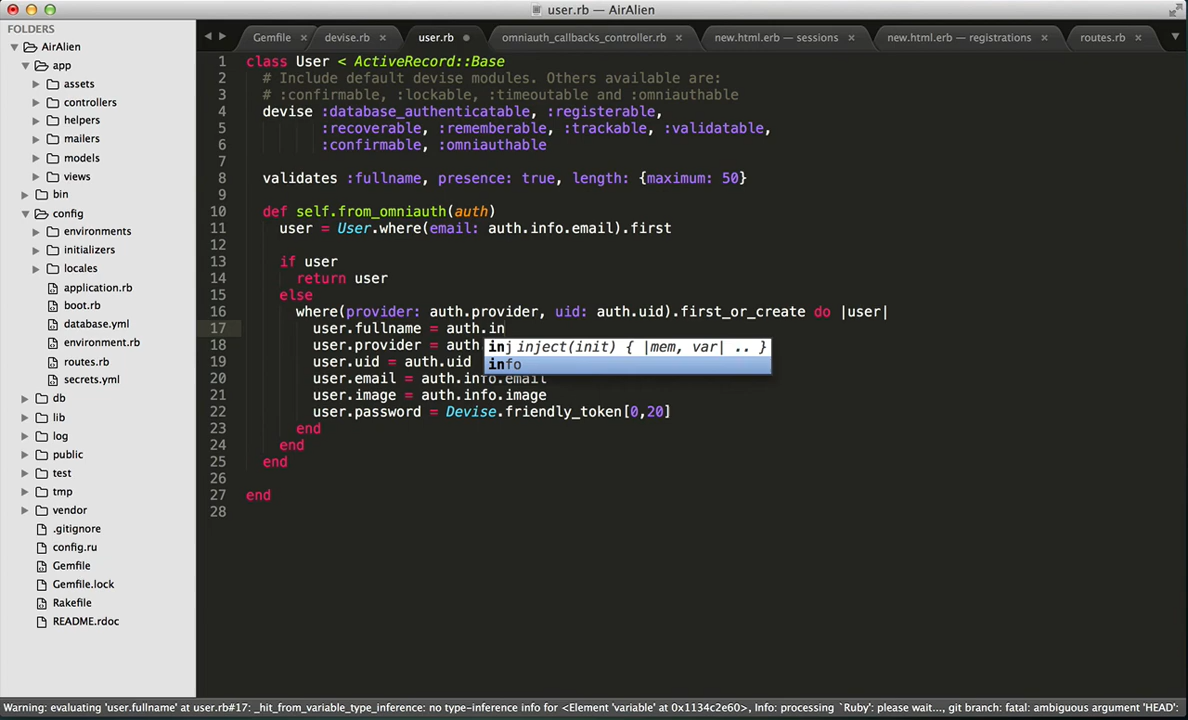 user.rb — AirAlien
FOLDERS
AirAlien
app
assets
controllers
helpers
mailers
models
views
bin
config
environments
initializers
locales
application.rb
boot.rb
database.yml
environment.rb
routes.rb
secrets.yml
db
lib
log
public
test
tmp
vendor
.gitignore
config.ru
Gemfile
Gemfile.lock
Rakefile
README.rdoc
Gemfile × devise.rb × user.rb omniauth_callbacks_controller.rb × new.html.erb — sessions × new.html.erb — registrations × routes.rb ×
1 class User < ActiveRecord::Base
2 # Include default devise modules. Others available are:
3 # :confirmable, :lockable, :timeoutable and :omniauthable
4 devise :database_authenticatable, :registerable,
5 :recoverable, :rememberable, :trackable, :validatable,
6 :confirmable, :omniauthable
7
8 validates :fullname, presence: true, length: {maximum: 50}
9
10 def self.from_omniauth(auth)
11 user = User.where(email: auth.info.email).first
12
13 if user
14 return user
15 else
16 where(provider: auth.provider, uid: auth.uid).first_or_create do |user|
17 user.fullname = auth.in
18 user.provider = auth
inj inject(init) { |mem, var| .. }
info
19 user.uid = auth.uid
20 user.email = auth.info.email
21 user.image = auth.info.image
22 user.password = Devise.friendly_token[0,20]
23 end
24 end
25 end
26
27 end
28
Warning: evaluating 'user.fullname' at user.rb#17: _hit_from_variable_type_inference: no type-inference info for <Element 'variable' at 0x1134c2e60>, Info: processing `Ruby': please wait..., git branch: fatal: ambiguous argument 'HEAD':